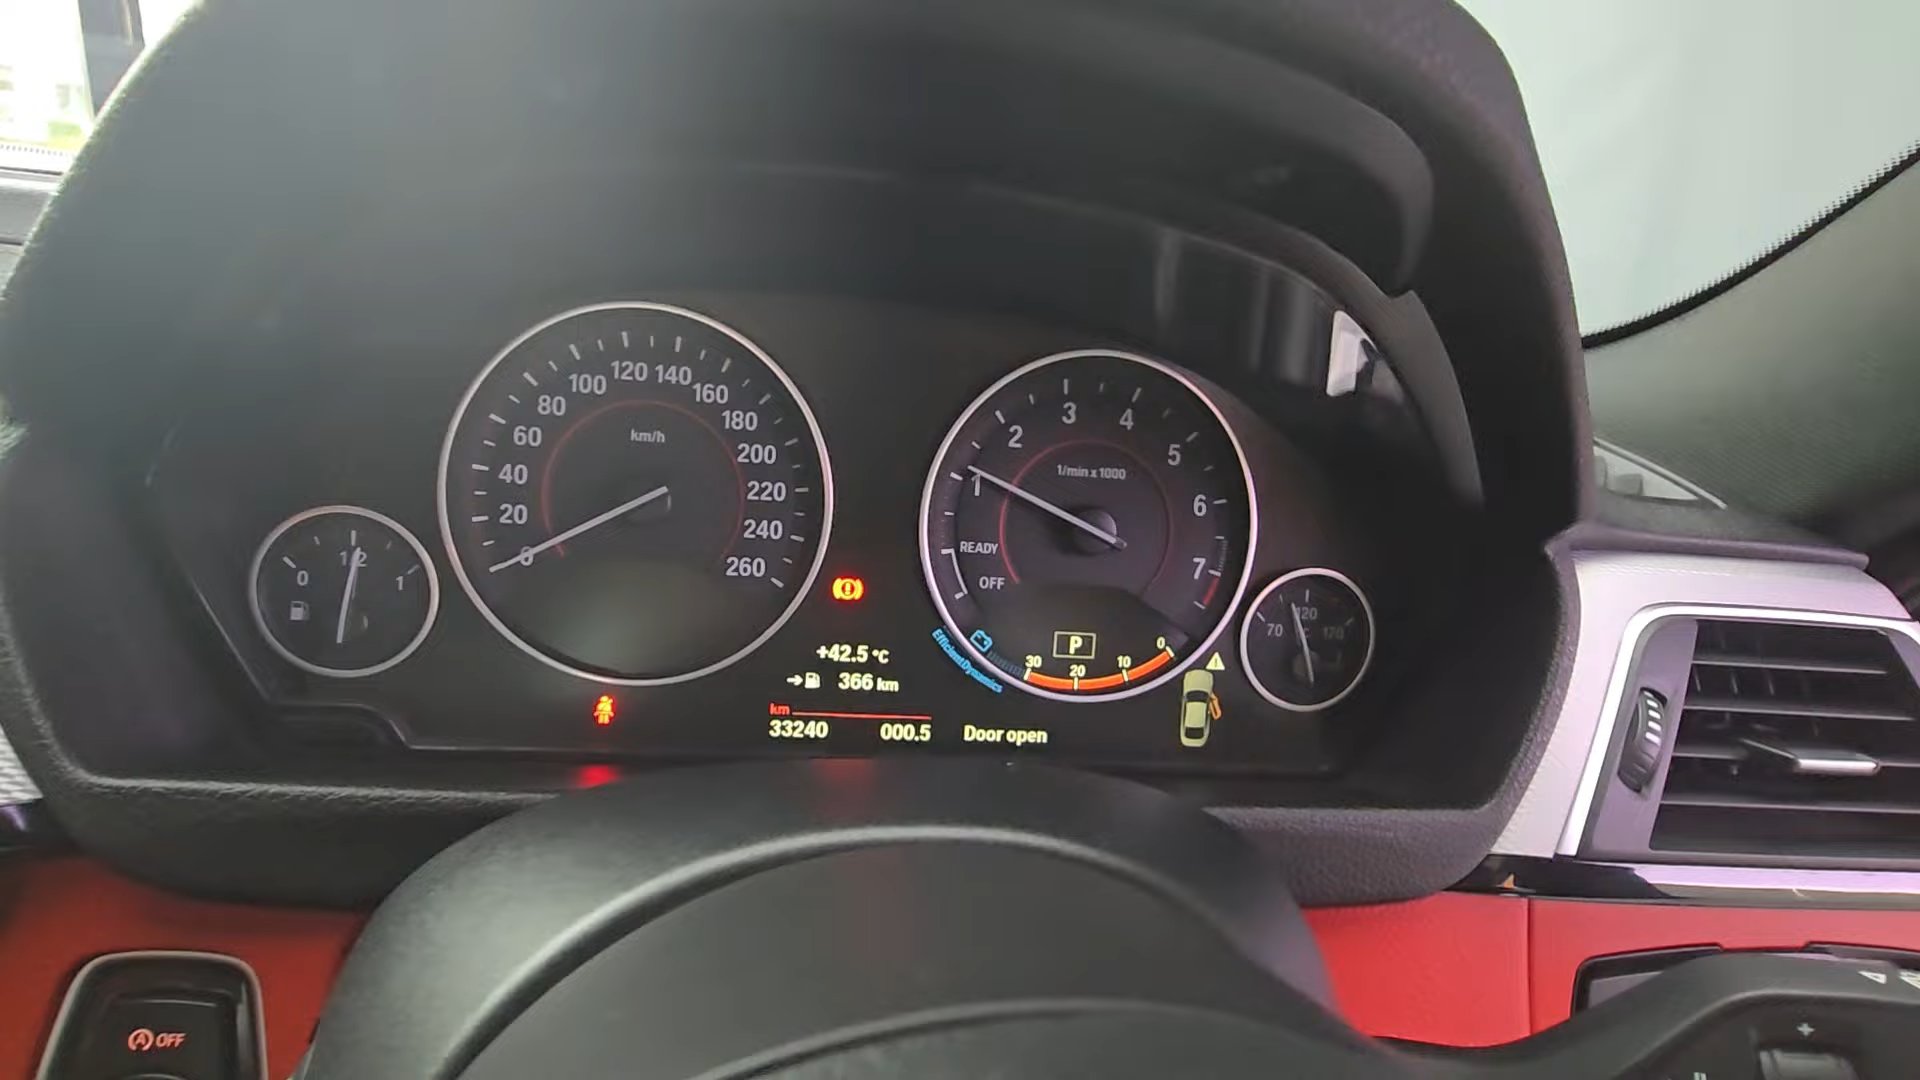 0
1/2
1
0
20
40
60
80
100
120
140
160
180
200
220
240
260
km/h
1
2
3
4
5
6
7
1/min x 1000
READY
OFF
EfficientDynamics
P
30
20
10
0
70
120
170
°C
+42.5 °C
366 km
km
33240 000.5
Door open
A OFF